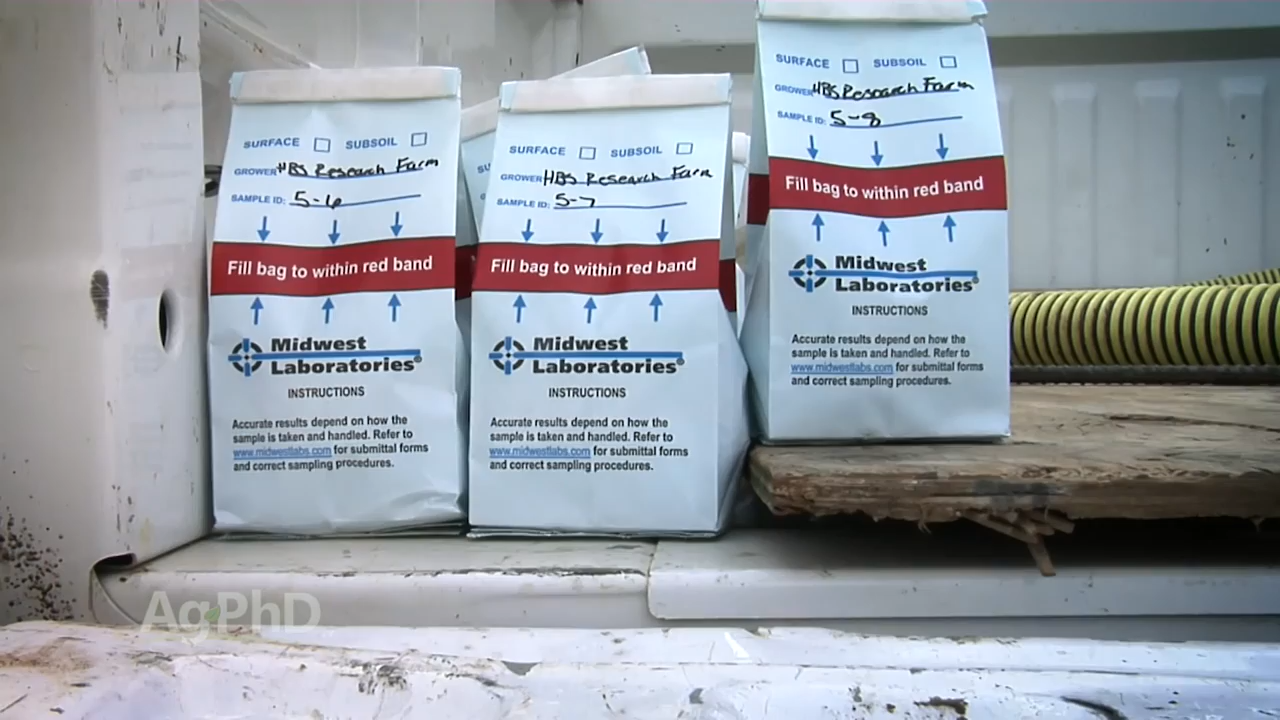 SURFACE SUBSOIL
GROWER HBS Research Farm
SAMPLE ID: 5-6
Fill bag to within red band
Midwest
Laboratories®
INSTRUCTIONS
Accurate results depend on how the
sample is taken and handled. Refer to
www.midwestlabs.com for submittal forms
and correct sampling procedures.
SU
SURFACE SUBSOIL
GROWER HBS Research Farm
SAMPLE ID: 5-7
Fill bag to within red band
Midwest
Laboratories®
INSTRUCTIONS
Accurate results depend on how the
sample is taken and handled. Refer to
www.midwestlabs.com for submittal forms
and correct sampling procedures.
SURFACE SUBSOIL
GROWER HBS Research Farm
SAMPLE ID: 5-8
Fill bag to within red band
Midwest
Laboratories®
INSTRUCTIONS
Accurate results depend on how the
sample is taken and handled. Refer to
www.midwestlabs.com for submittal forms
and correct sampling procedures.
AgPhD